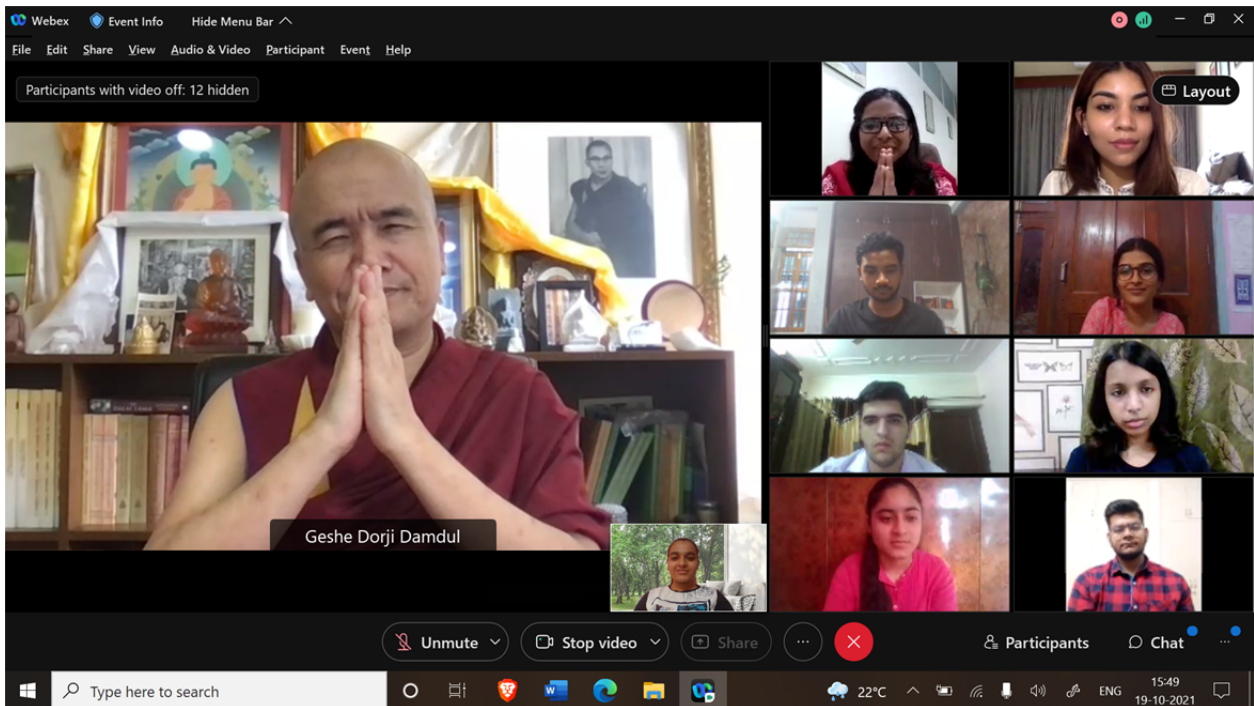 Webex Event Info Hide Menu Bar
File Edit Share View Audio & Video Participant Event Help
Participants with video off: 12 hidden
Layout
Geshe Dorji Damdul
Unmute Stop video Share Participants Chat
Type here to search
22°C ENG
15:49
19-10-2021